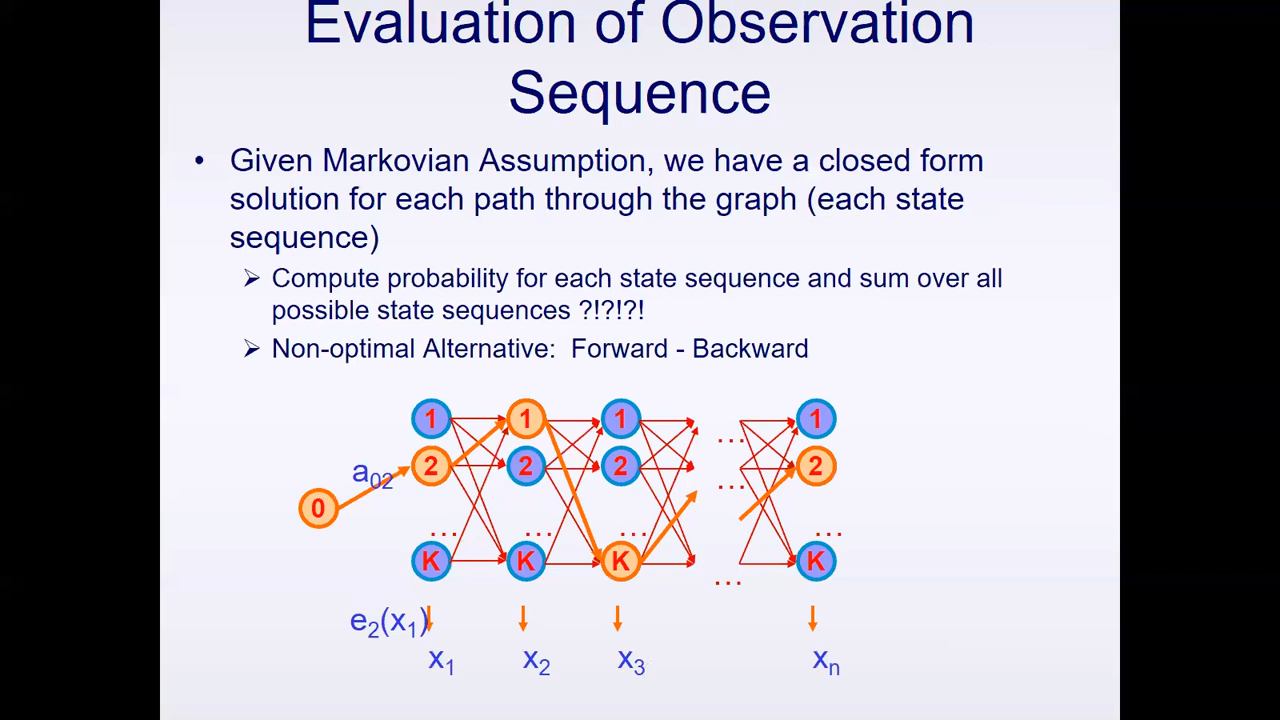 Evaluation of Observation
Sequence
• Given Markovian Assumption, we have a closed form
solution for each path through the graph (each state
sequence)
➢ Compute probability for each state sequence and sum over all
possible state sequences ?!?!?!
➢ Non-optimal Alternative: Forward - Backward
1 1 1 1
...
2 2 2 2
a02
...
0
... ... ... ...
K K K K
...
e2(x1)
x1 x2 x3 xn